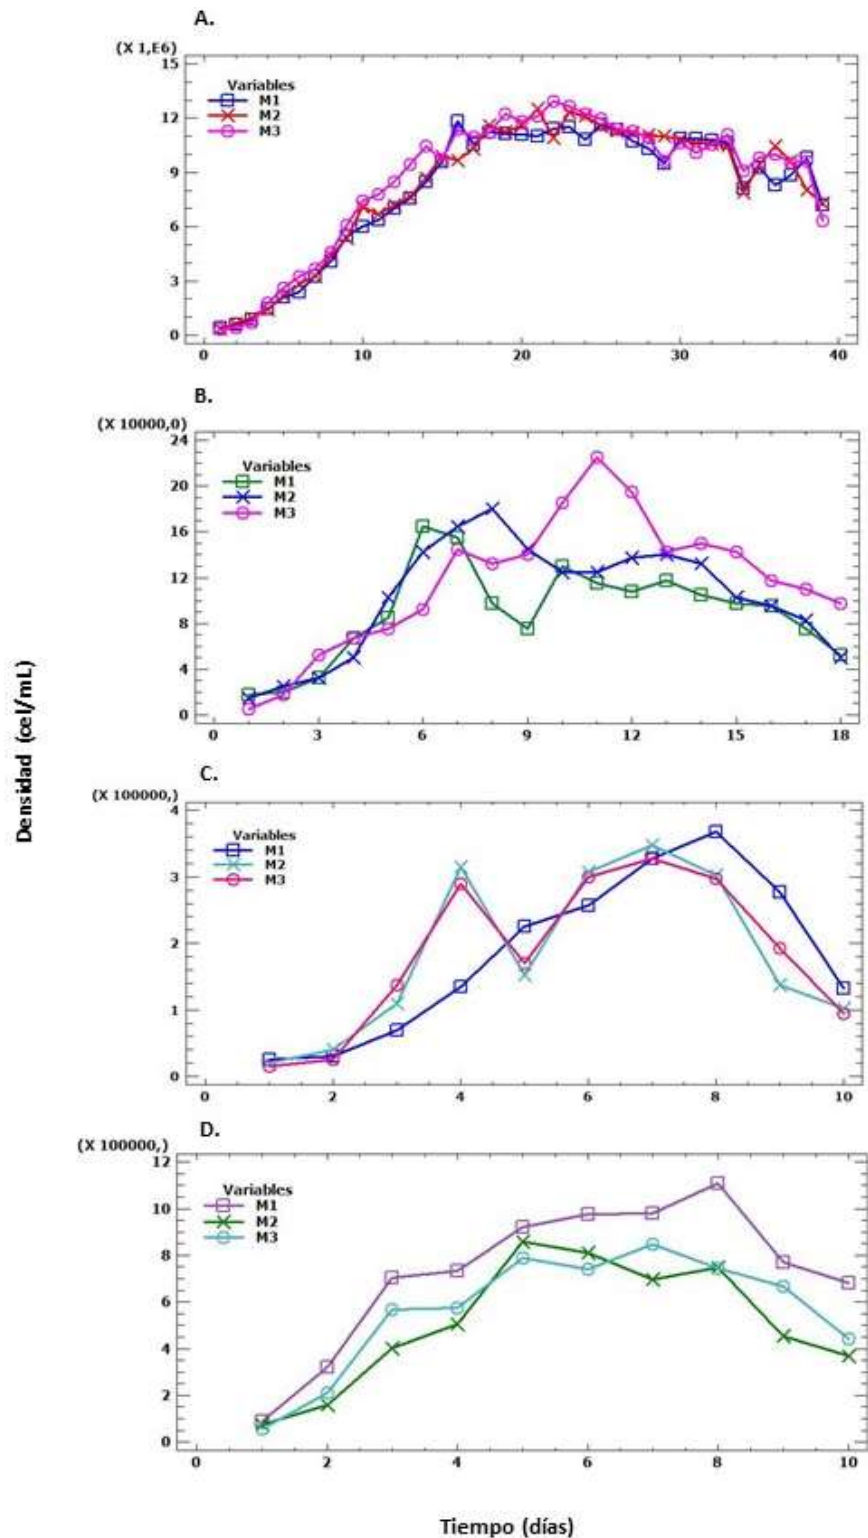 A.
(X 1,E6)
15
12
9
6
3
0
Variables
M1
M2
M3
0 10 20 30 40
B.
(X 10000,0)
24
20
16
12
8
4
0
Variables
M1
M2
M3
0 3 6 9 12 15 18
Densidad (cel/mL)
C.
(X 100000,)
4
3
2
1
0
Variables
M1
M2
M3
0 2 4 6 8 10
D.
(X 100000,)
12
10
8
6
4
2
0
Variables
M1
M2
M3
0 2 4 6 8 10
Tiempo (días)